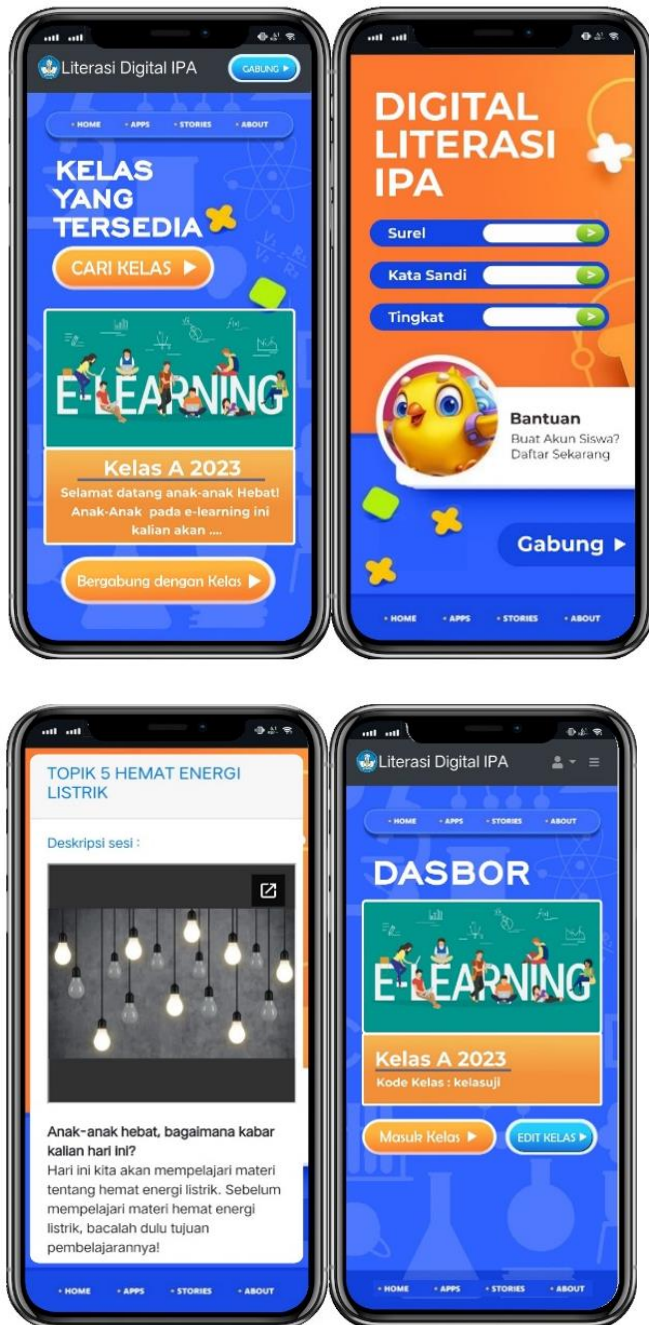 Literasi Digital IPA
GABUNG
• HOME • APPS • STORIES • ABOUT
KELAS
YANG
TERSEDIA
CARI KELAS
E-LEARNING
Kelas A 2023
Selamat datang anak-anak Hebat!
Anak-Anak pada e-learning ini
kalian akan ....
Bergabung dengan Kelas
DIGITAL
LITERASI
IPA
Surel
Kata Sandi
Tingkat
Bantuan
Buat Akun Siswa?
Daftar Sekarang
Gabung
• HOME • APPS • STORIES • ABOUT
TOPIK 5 HEMAT ENERGI
LISTRIK
Deskripsi sesi :
Anak-anak hebat, bagaimana kabar
kalian hari ini?
Hari ini kita akan mempelajari materi
tentang hemat energi listrik. Sebelum
mempelajari materi hemat energi
listrik, bacalah dulu tujuan
pembelajarannya!
• HOME • APPS • STORIES • ABOUT
Literasi Digital IPA
• HOME • APPS • STORIES • ABOUT
DASBOR
E-LEARNING
Kelas A 2023
Kode Kelas : kelasuji
Masuk Kelas
EDIT KELAS
• HOME • APPS • STORIES • ABOUT